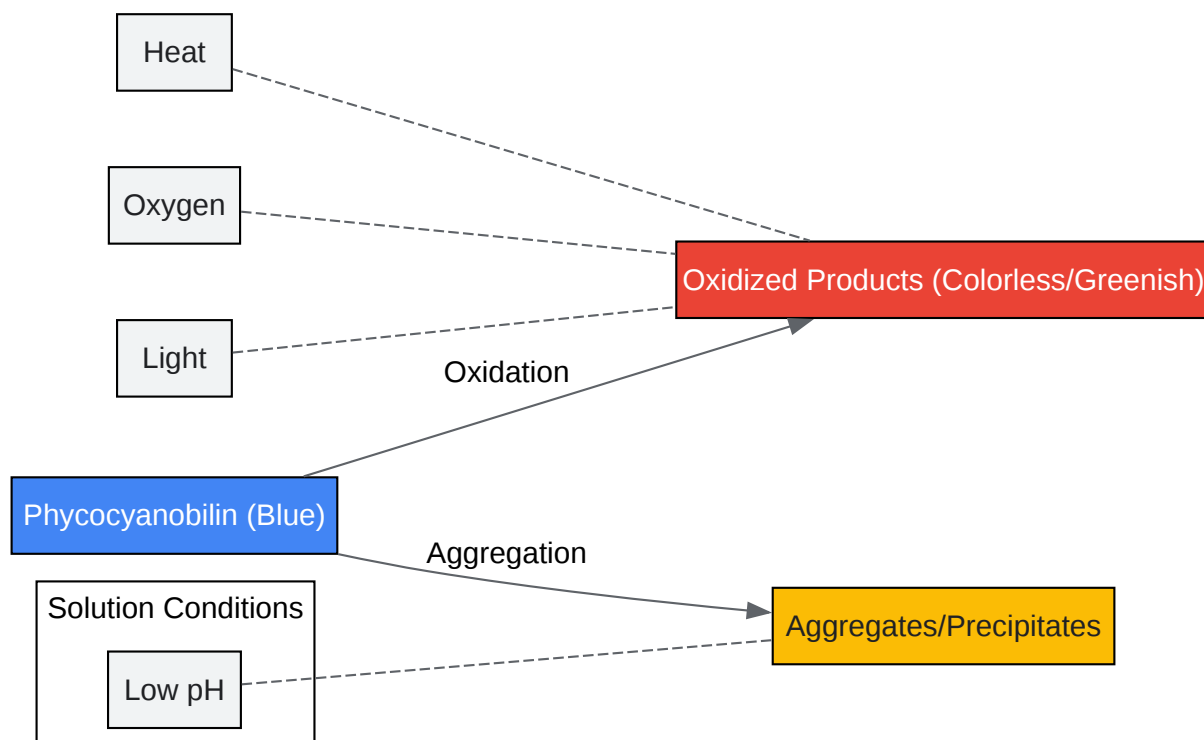 Heat
Oxygen
Oxidized Products (Colorless/Greenish)
Light
Oxidation
Phycocyanobilin (Blue)
Aggregation
Solution Conditions
Aggregates/Precipitates
Low pH